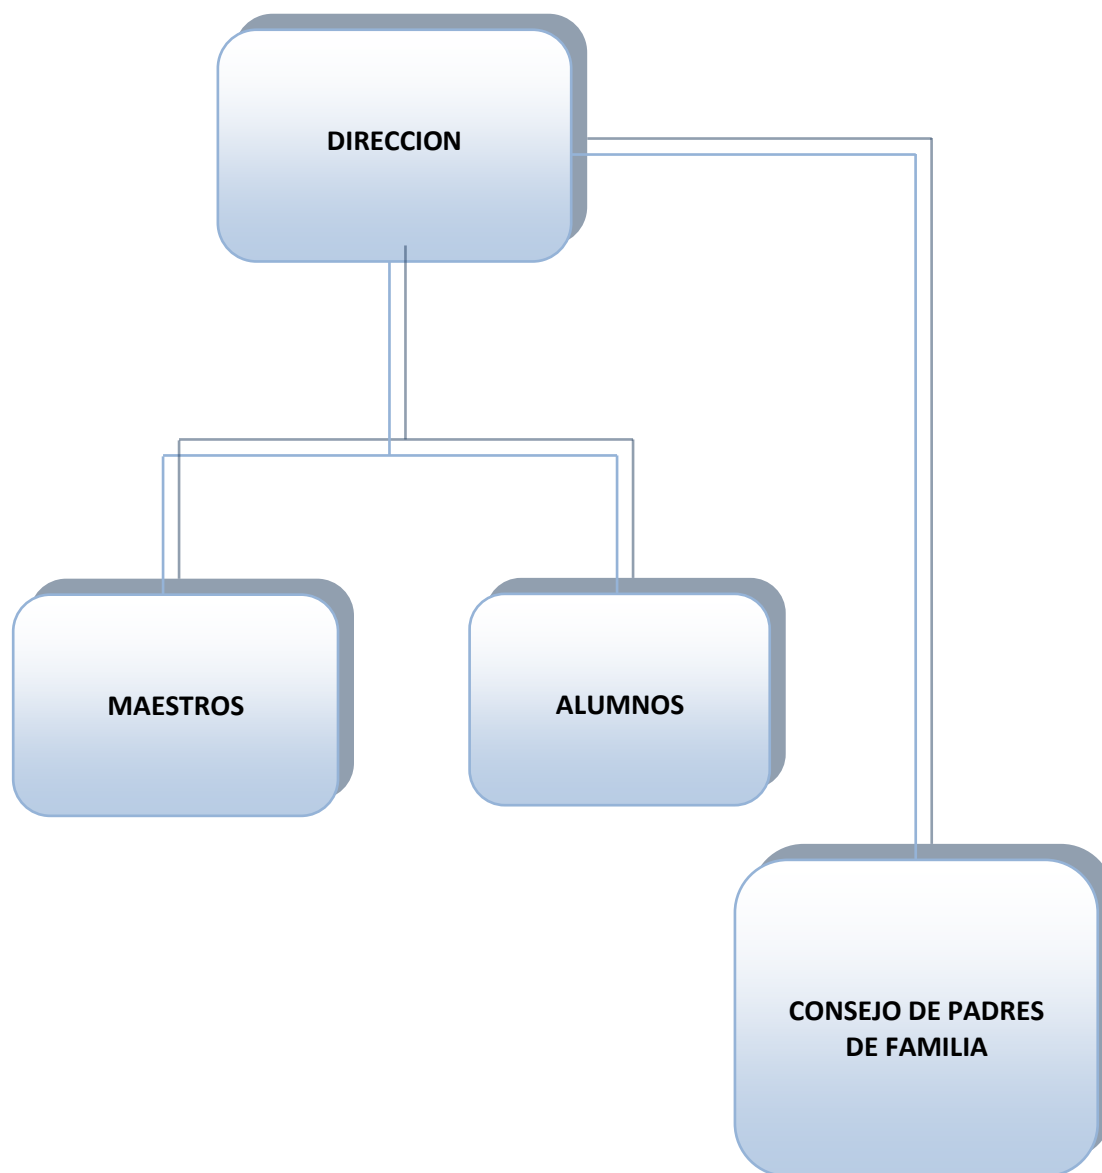 DIRECCION
MAESTROS
ALUMNOS
CONSEJO DE PADRES
DE FAMILIA